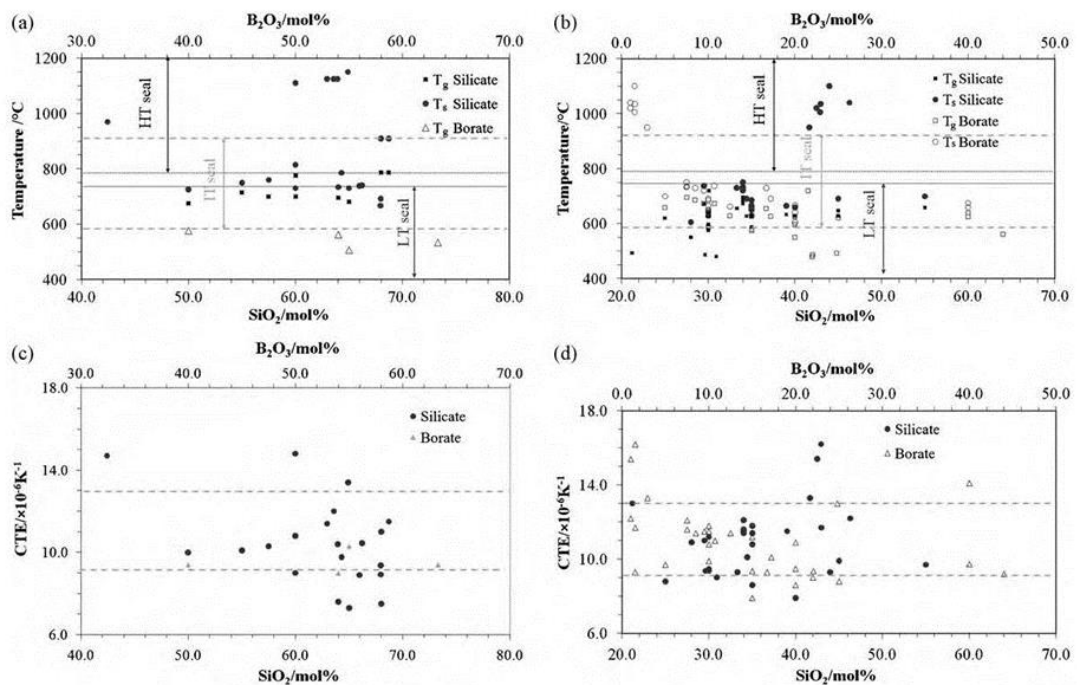 (a)
B₂O₃/mol%
30.0 40.0 50.0 60.0 70.0
1200
1000
800
600
400
Temperature /°C
HT seal
IT seal
LT seal
▪ Tg Silicate
● Ts Silicate
△ Tg Borate
40.0 50.0 60.0 70.0 80.0
SiO₂/mol%
(b)
B₂O₃/mol%
0.0 10.0 20.0 30.0 40.0 50.0
1200
1000
800
600
400
Temperature/°C
HT seal
IT seal
LT seal
▪ Tg Silicate
● Ts Silicate
□ Tg Borate
○ Ts Borate
20.0 30.0 40.0 50.0 60.0 70.0
SiO₂/mol%
(c)
B₂O₃/mol%
30.0 40.0 50.0 60.0 70.0 80.0
18.0
14.0
10.0
6.0
CTE/×10⁻⁶K⁻¹
● Silicate
▲ Borate
40.0 50.0 60.0 70.0 80.0
SiO₂/mol%
(d)
B₂O₃/mol%
0.0 10.0 20.0 30.0 40.0 50.0
18.0
14.0
10.0
6.0
CTE/×10⁻⁶K⁻¹
● Silicate
△ Borate
20.0 30.0 40.0 50.0 60.0 70.0
SiO₂/mol%